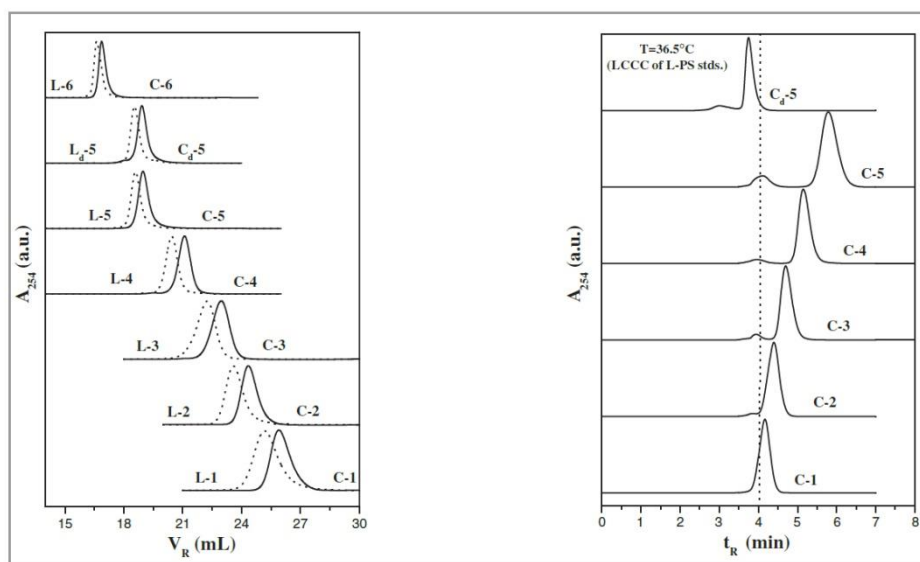 L-6 C-6
L_d-5 C_d-5
L-5 C-5
L-4 C-4
L-3 C-3
L-2 C-2
L-1 C-1
A_254 (a.u.)
15 18 21 24 27 30
V_R (mL)
T=36.5°C
(LCCC of L-PS stds.)
C_d-5
C-5
C-4
C-3
C-2
C-1
A_254 (a.u.)
0 1 2 3 4 5 6 7 8
t_R (min)